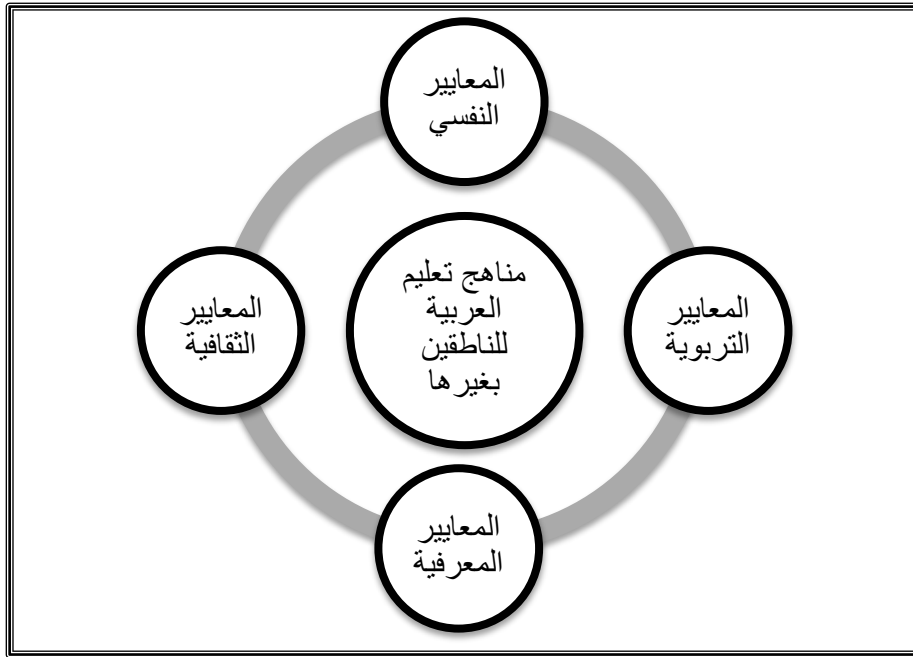 المعايير
النفسي
مناهج تعليم
العربية
للناطقين
بغيرها
المعايير
التربوية
المعايير
الثقافية
المعايير
المعرفية